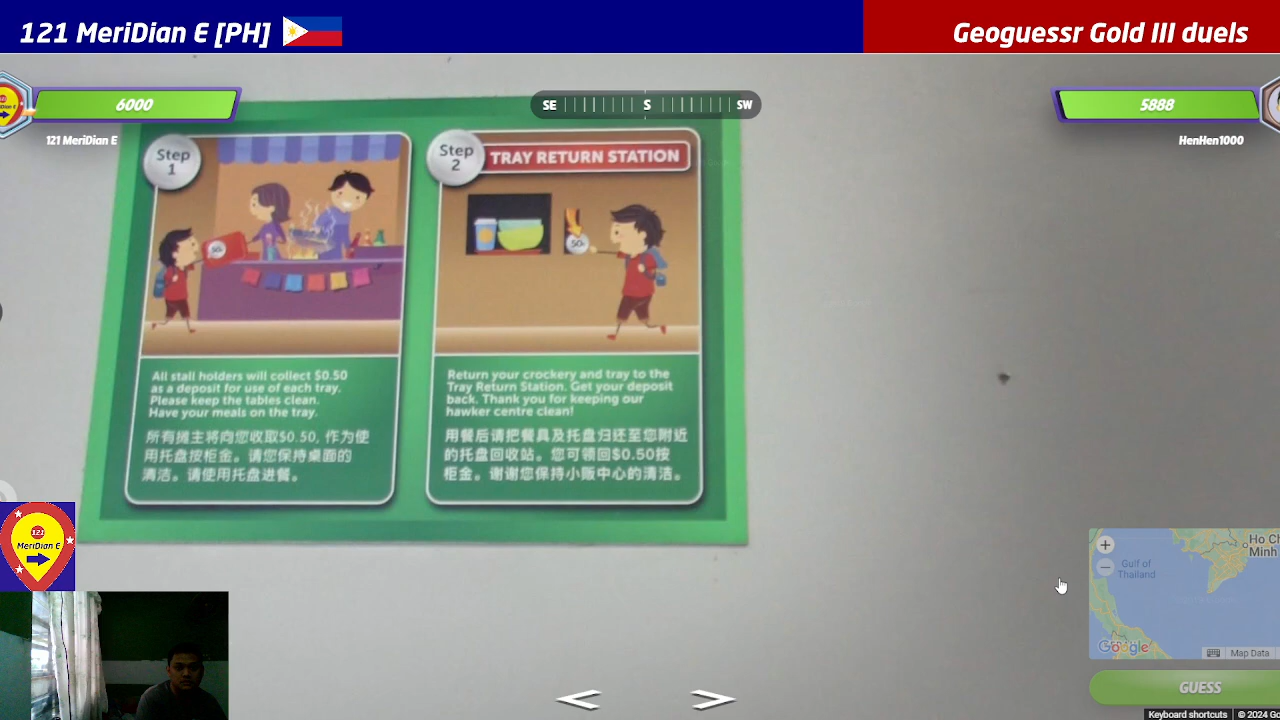 121 MeriDian E [PH]
Geoguessr Gold III duels
6000
SE
S
SW
5888
121 MeriDian E
HenHen1000
Step
1
Step
2
TRAY RETURN STATION
50¢
50¢
All stall holders will collect $0.50
as a deposit for use of each tray.
Please keep the tables clean.
Have your meals on the tray.
所有摊主将向您收取$0.50, 作为使
用托盘按柜金。请您保持桌面的
清洁。请使用托盘进餐。
Return your crockery and tray to the
Tray Return Station. Get your deposit
back. Thank you for keeping our
hawker centre clean!
用餐后请把餐具及托盘归还至您附近
的托盘回收站。您可领回$0.50按
柜金。谢谢您保持小贩中心的清洁。
121
MeriDian E
Ho Ch
Minh
Gulf of
Thailand
Google
Map Data
GUESS
Keyboard shortcuts
© 2024 Go